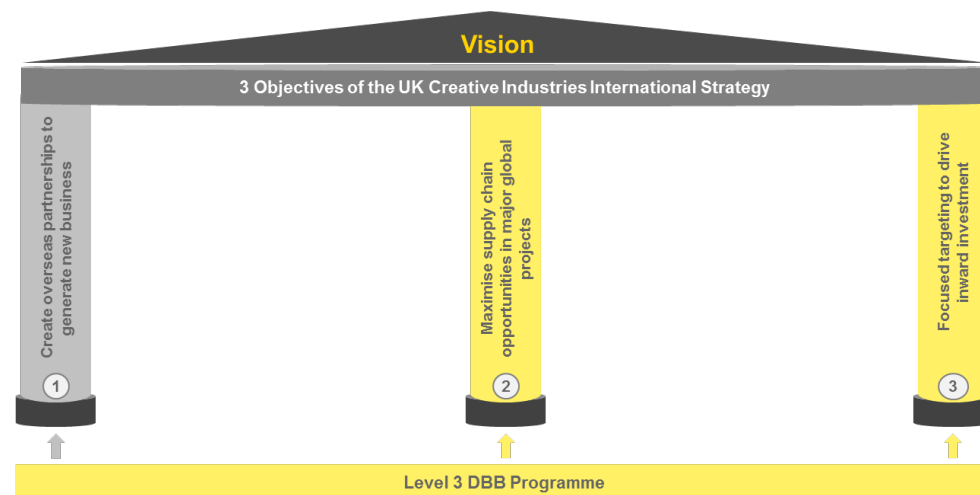 Vision
3 Objectives of the UK Creative Industries International Strategy
Create overseas partnerships to
generate new business
1
Maximise supply chain
opportunities in major global
projects
2
Focused targeting to drive
inward investment
3
Level 3 DBB Programme